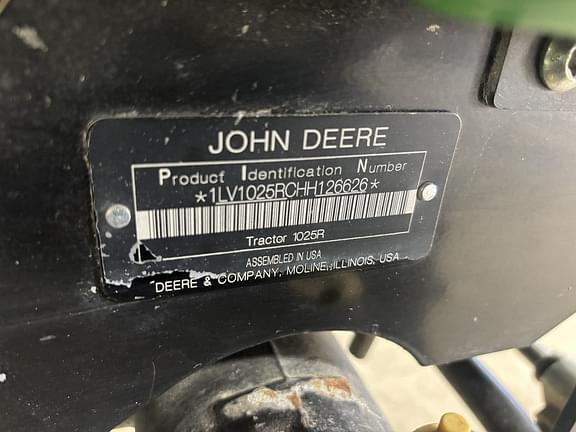 JOHN DEERE
Product Identification Number
*1LV1025RCHH126626*
Tractor 1025R
ASSEMBLED IN USA
DEERE & COMPANY, MOLINE, ILLINOIS, USA